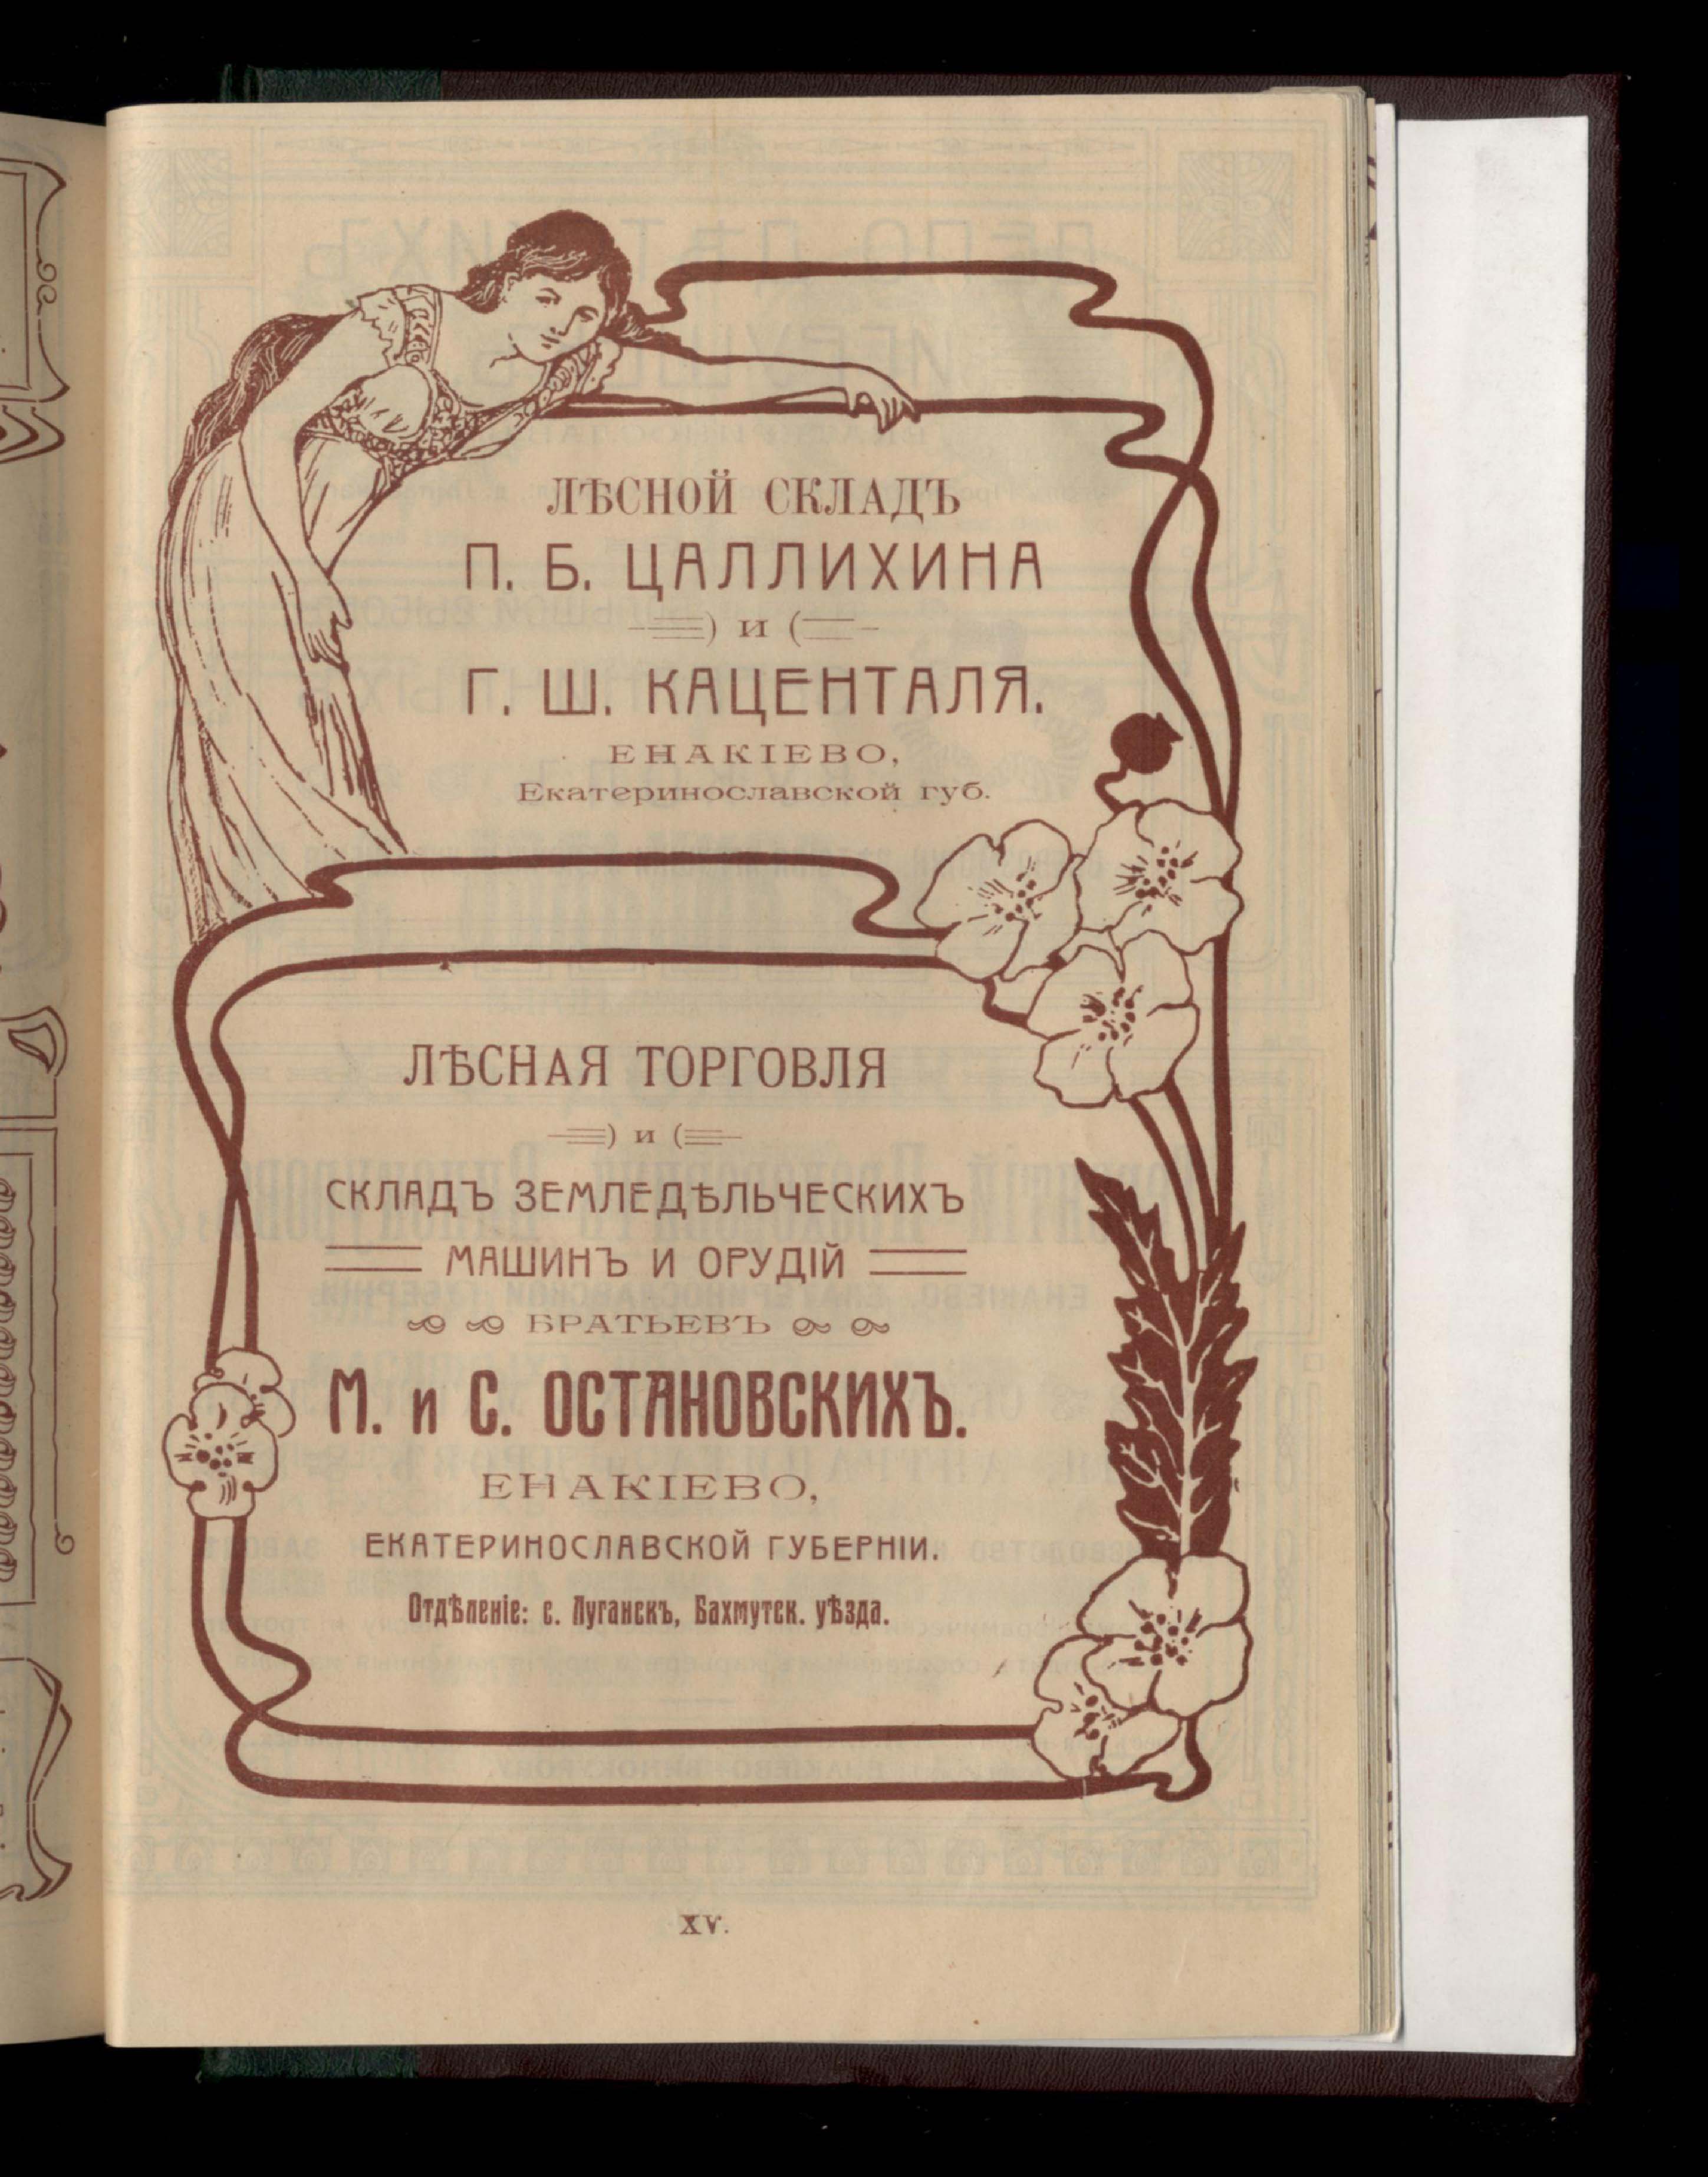 ЛѢСНОЙ СКЛАДЪ
П. Б. ЦАЛЛИХИНА
и
Г. Ш. КАЦЕНТАЛЯ.
ЕНАКІЕВО,
Екатеринославской губ.
ЛѢСНАЯ ТОРГОВЛЯ
и
СКЛАДЪ ЗЕМЛЕДѢЛЬЧЕСКИХЪ
МАШИНЪ И ОРУДІЙ
БРАТЬЕВЪ
М. и С. ОСТАНОВСКИХЪ.
ЕНАКІЕВО,
ЕКАТЕРИНОСЛАВСКОЙ ГУБЕРНІИ.
Отдѣленіе: с. Луганскъ, Бахмутск. уѣзда.
XV.